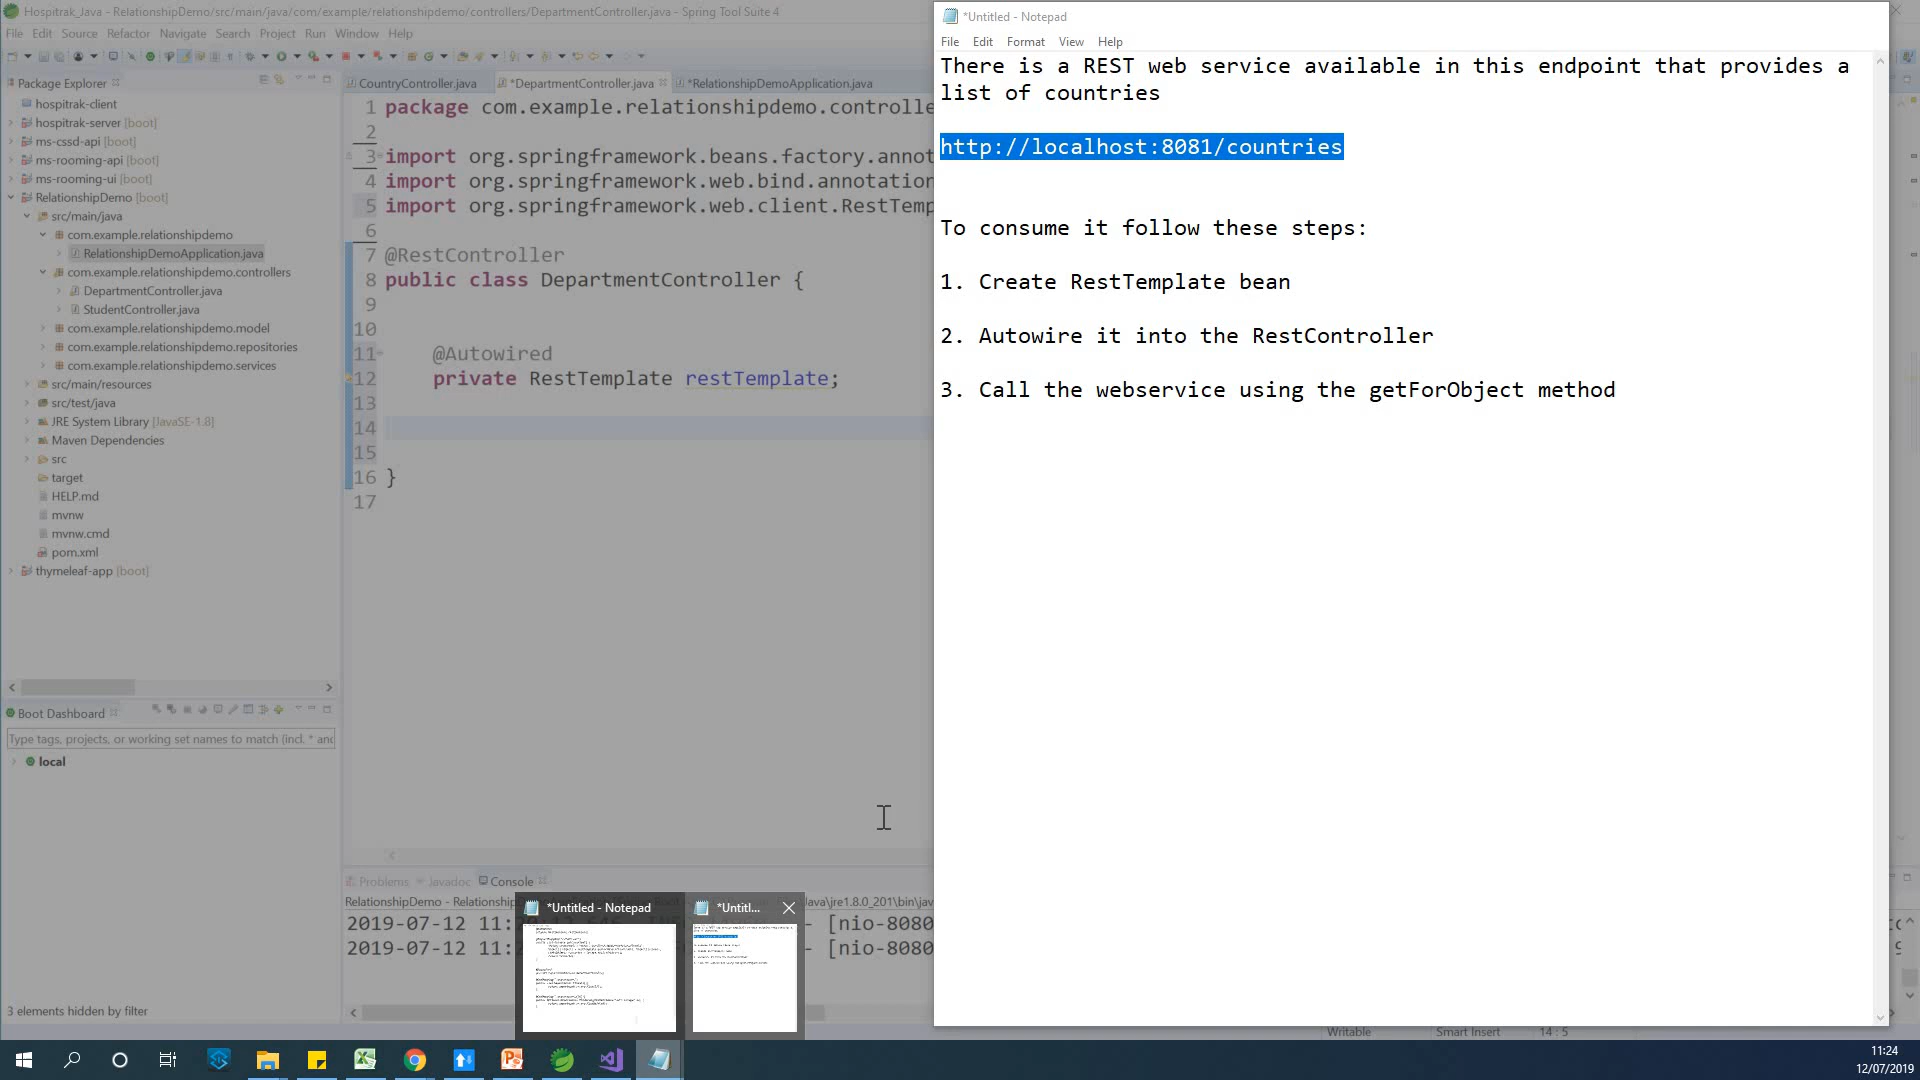 Hospitrak_Java - RelationshipDemo/src/main/java/com/example/relationshipdemo/controllers/DepartmentController.java - Spring Tool Suite 4
File Edit Source Refactor Navigate Search Project Run Window Help
Package Explorer
hospitrak-client
hospitrak-server [boot]
ms-cssd-api [boot]
ms-rooming-api [boot]
ms-rooming-ui [boot]
RelationshipDemo [boot]
src/main/java
com.example.relationshipdemo
RelationshipDemoApplication.java
com.example.relationshipdemo.controllers
DepartmentController.java
StudentController.java
com.example.relationshipdemo.model
com.example.relationshipdemo.repositories
com.example.relationshipdemo.services
src/main/resources
src/test/java
JRE System Library [JavaSE-1.8]
Maven Dependencies
src
target
HELP.md
mvnw
mvnw.cmd
pom.xml
thymeleaf-app [boot]
Boot Dashboard
Type tags, projects, or working set names to match (incl. * and
local
3 elements hidden by filter
CountryController.java *DepartmentController.java *RelationshipDemoApplication.java
1 package com.example.relationshipdemo.controlle
2
3 import org.springframework.beans.factory.annot
4 import org.springframework.web.bind.annotation
5 import org.springframework.web.client.RestTemp
6
7 @RestController
8 public class DepartmentController {
9
10
11 @Autowired
12 private RestTemplate restTemplate;
13
14
15
16 }
17
Problems Javadoc Console
RelationshipDemo - Relationship
Java\jre1.8.0_201\bin\jav
2019-07-12 11:
[nio-8080
2019-07-12 11:
[nio-8080
*Untitled - Notepad
*Untitl...
*Untitled - Notepad
File Edit Format View Help
There is a REST web service available in this endpoint that provides a
list of countries
http://localhost:8081/countries
To consume it follow these steps:
1. Create RestTemplate bean
2. Autowire it into the RestController
3. Call the webservice using the getForObject method
Writable Smart Insert 14 : 5
11:24
12/07/2019